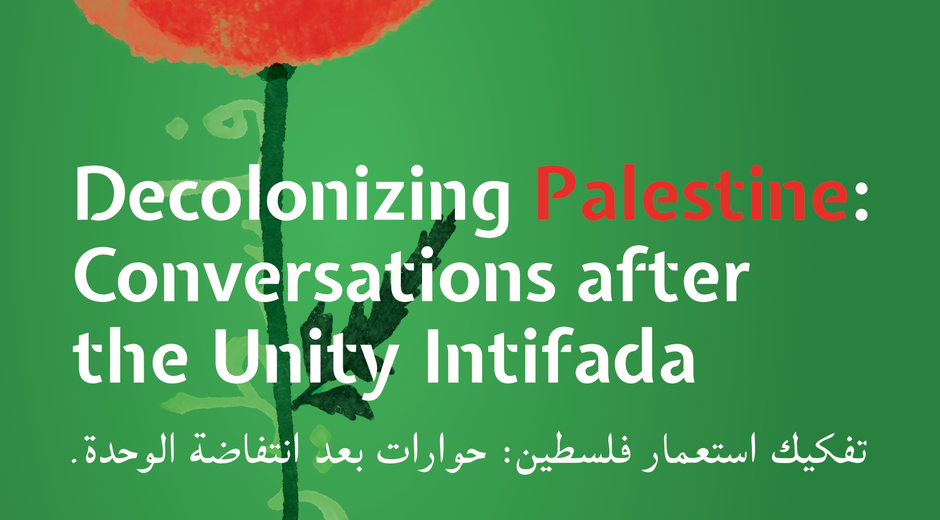 Decolonizing Palestine:
Conversations after
the Unity Intifada
تفكيك استعمار فلسطين: حوارات بعد انتفاضة الوحدة.